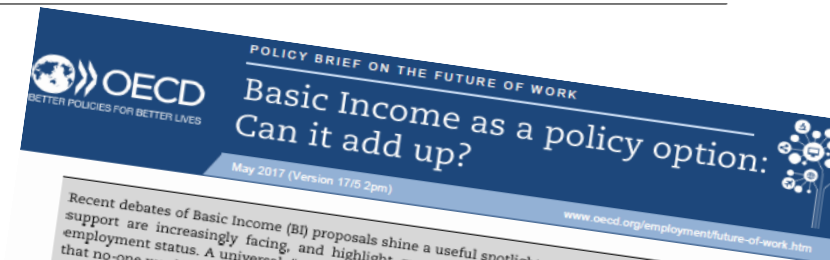 OECD
BETTER POLICIES FOR BETTER LIVES
POLICY BRIEF ON THE FUTURE OF WORK
Basic Income as a policy option:
Can it add up?
May 2017 (Version 17/5 2pm)
www.oecd.org/employment/future-of-work.htm
Recent debates of Basic Income (BI) proposals shine a useful
support are increasingly facing, and highlight
employment status. A
that no-one